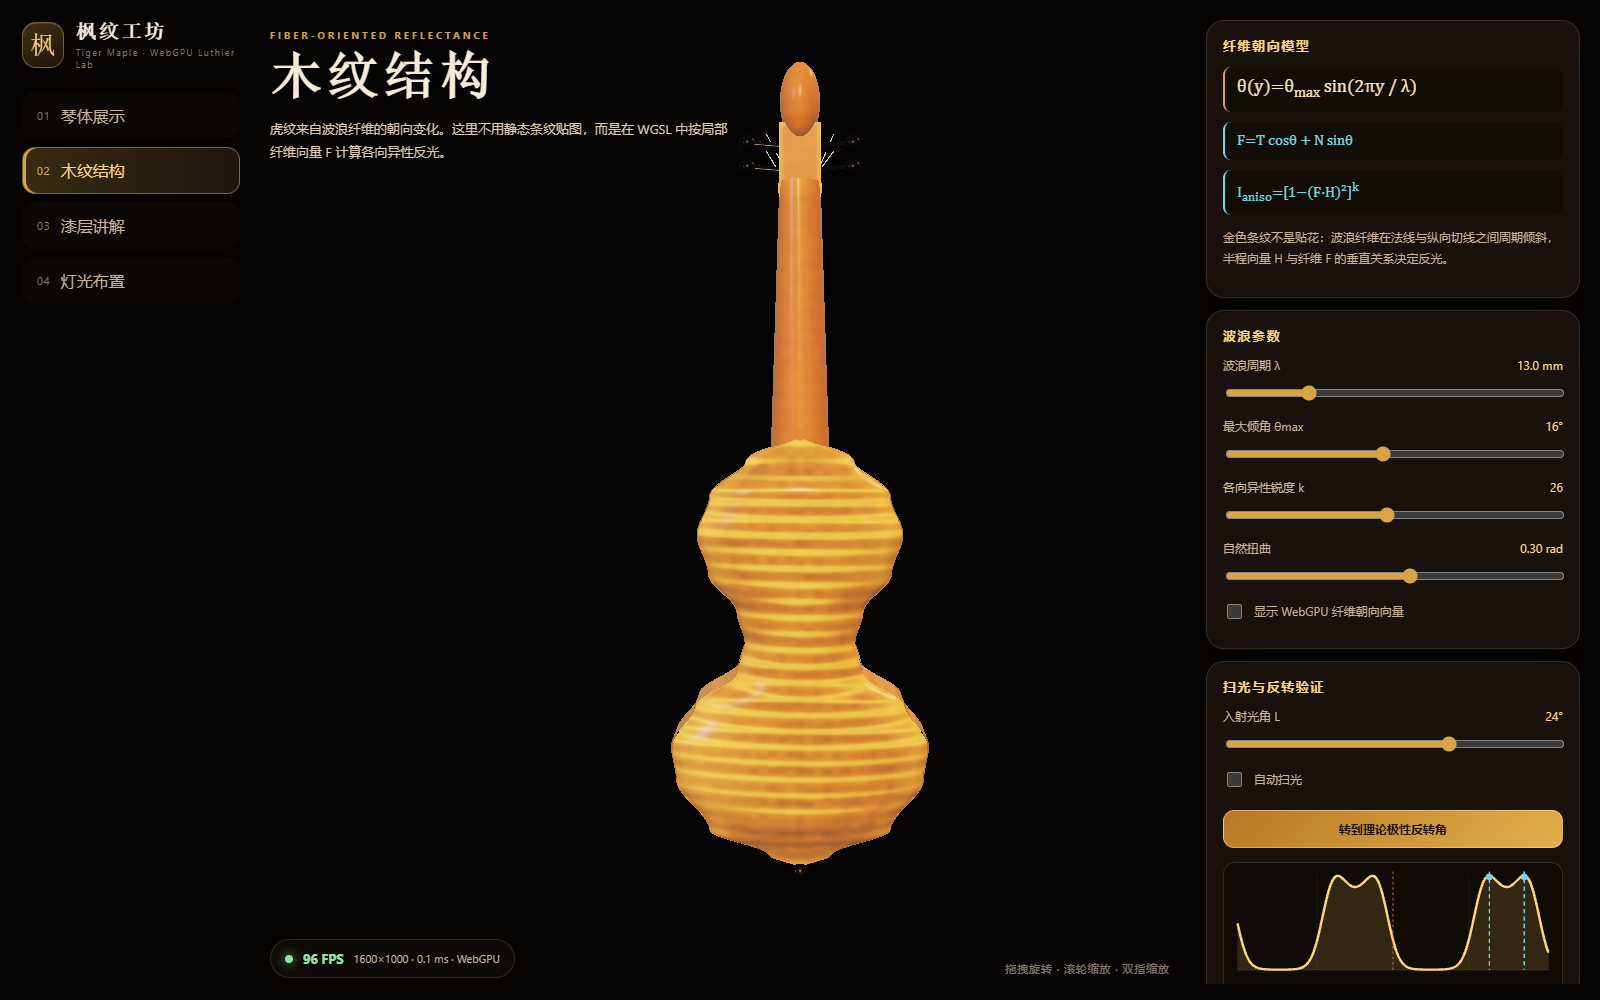 枫
枫纹工坊
Tiger Maple · WebGPU Luthier
Lab
01 琴体展示
02 木纹结构
03 漆层讲解
04 灯光布置
FIBER-ORIENTED REFLECTANCE
木纹结构
虎纹来自波浪纤维的朝向变化。这里不用静态条纹贴图，而是在 WGSL 中按局部
纤维向量 F 计算各向异性反光。
96 FPS 1600×1000 · 0.1 ms · WebGPU
拖拽旋转 · 滚轮缩放 · 双指缩放
纤维朝向模型
θ(y)=θmax sin(2πy / λ)
F=T cosθ + N sinθ
Ianiso=[1−(F·H)²]k
金色条纹不是贴花：波浪纤维在法线与纵向切线之间周期倾斜，
半程向量 H 与纤维 F 的垂直关系决定反光。
波浪参数
波浪周期 λ 13.0 mm
最大倾角 θmax 16°
各向异性锐度 k 26
自然扭曲 0.30 rad
显示 WebGPU 纤维朝向向量
扫光与反转验证
入射光角 L 24°
自动扫光
转到理论极性反转角